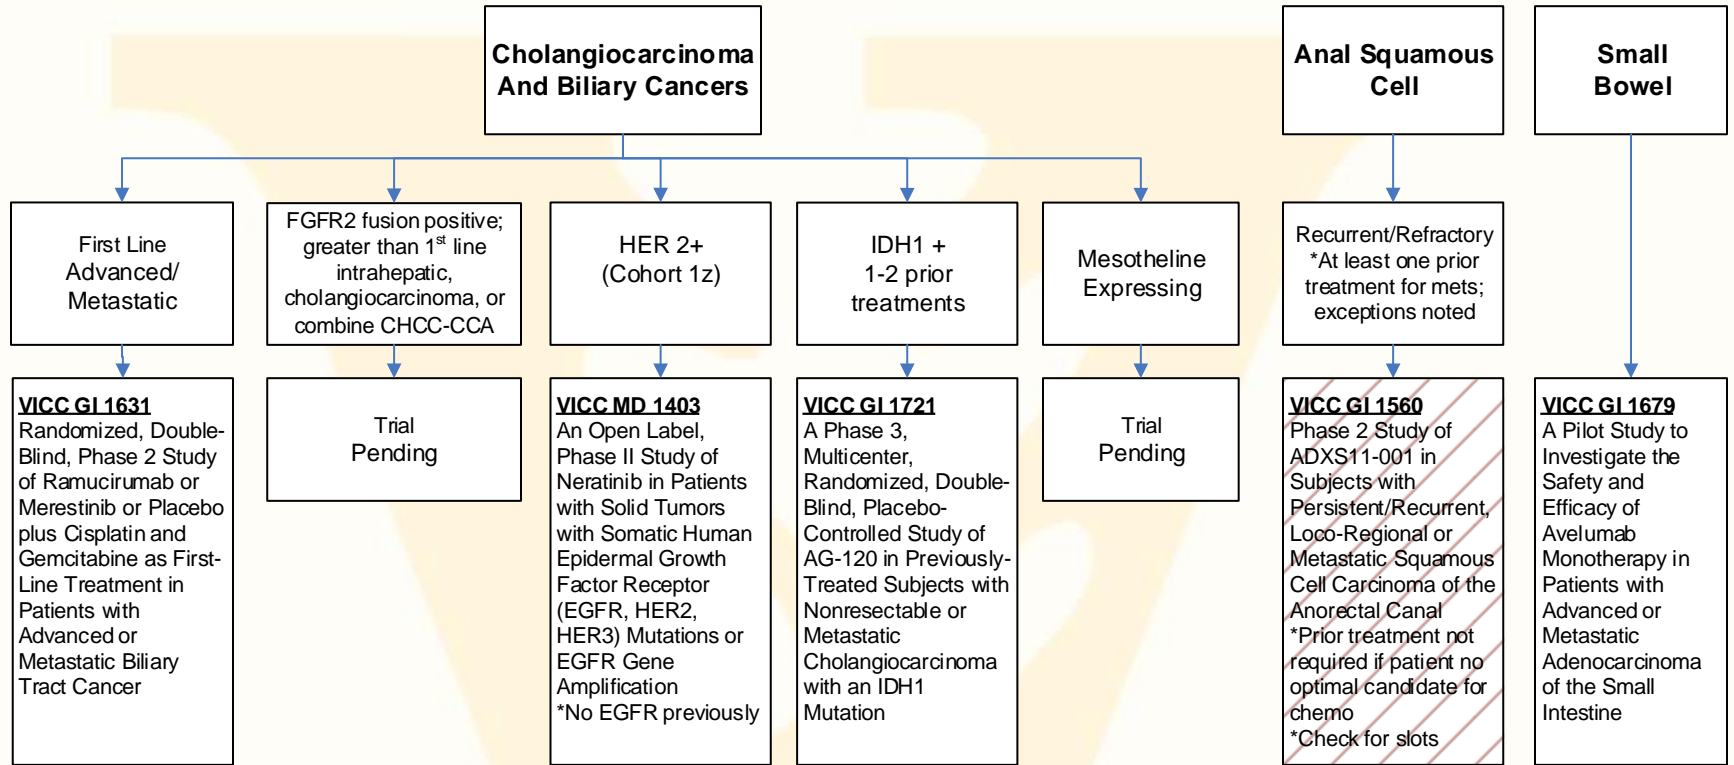 Cholangiocarcinoma
And Biliary Cancers
Anal Squamous
Cell
Small
Bowel
First Line
Advanced/
Metastatic
FGFR2 fusion positive;
greater than 1st line
intrahepatic,
cholangiocarcinoma, or
combine CHCC-CCA
HER 2+
(Cohort 1z)
IDH1 +
1-2 prior
treatments
Mesotheline
Expressing
Recurrent/Refractory
*At least one prior
treatment for mets;
exceptions noted
VICC GI 1631
Randomized, Double-
Blind, Phase 2 Study
of Ramucirumab or
Merestinib or Placebo
plus Cisplatin and
Gemcitabine as First-
Line Treatment in
Patients with
Advanced or
Metastatic Biliary
Tract Cancer
Trial
Pending
VICC MD 1403
An Open Label,
Phase II Study of
Neratinib in Patients
with Solid Tumors
with Somatic Human
Epidermal Growth
Factor Receptor
(EGFR, HER2,
HER3) Mutations or
EGFR Gene
Amplification
*No EGFR previously
VICC GI 1721
A Phase 3,
Multicenter,
Randomized, Double-
Blind, Placebo-
Controlled Study of
AG-120 in Previously-
Treated Subjects with
Nonresectable or
Metastatic
Cholangiocarcinoma
with an IDH1
Mutation
Trial
Pending
VICC GI 1560
Phase 2 Study of
ADXS11-001 in
Subjects with
Persistent/Recurrent,
Loco-Regional or
Metastatic Squamous
Cell Carcinoma of the
Anorectal Canal
*Prior treatment not
required if patient no
optimal candidate for
chemo
*Check for slots
VICC GI 1679
A Pilot Study to
Investigate the
Safety and
Efficacy of
Avelumab
Monotherapy in
Patients with
Advanced or
Metastatic
Adenocarcinoma
of the Small
Intestine